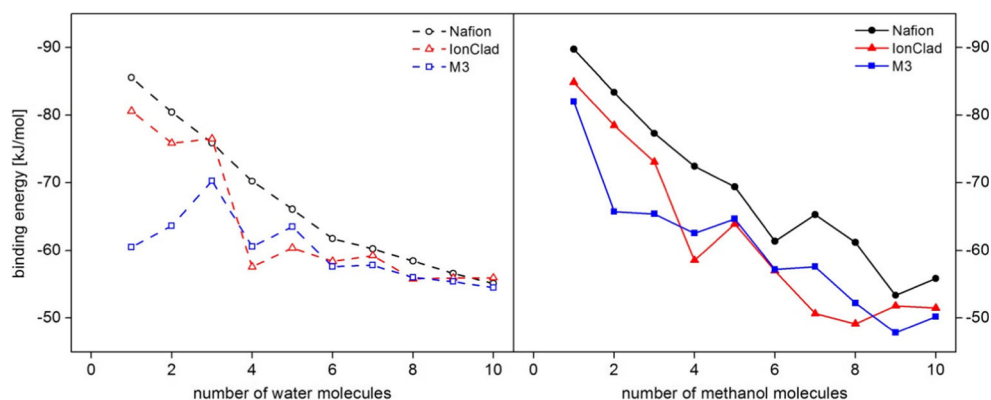 -90
-80
-70
-60
-50
binding energy [kJ/mol]
0 2 4 6 8 10
number of water molecules
Nafion
IonClad
M3
0 2 4 6 8 10
number of methanol molecules
Nafion
IonClad
M3
-90
-80
-70
-60
-50